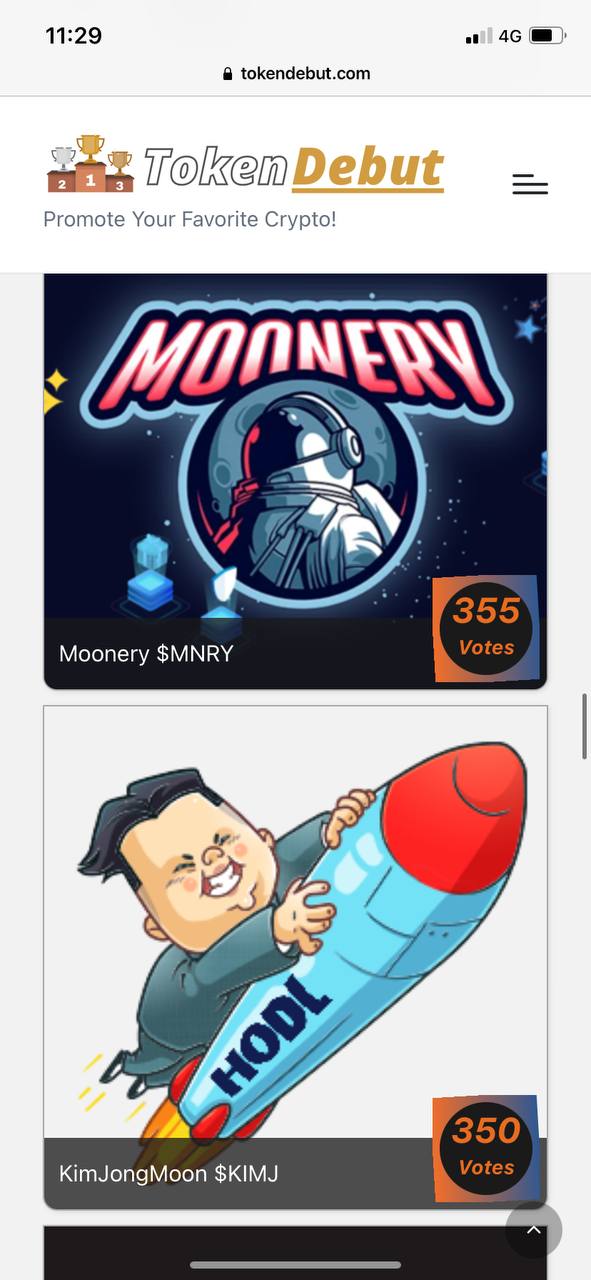 11:29
4G
tokendebut.com
2 1 3
TokenDebut
Promote Your Favorite Crypto!
MOONERY
355
Votes
Moonery $MNRY
HODL
350
Votes
KimJongMoon $KIMJ